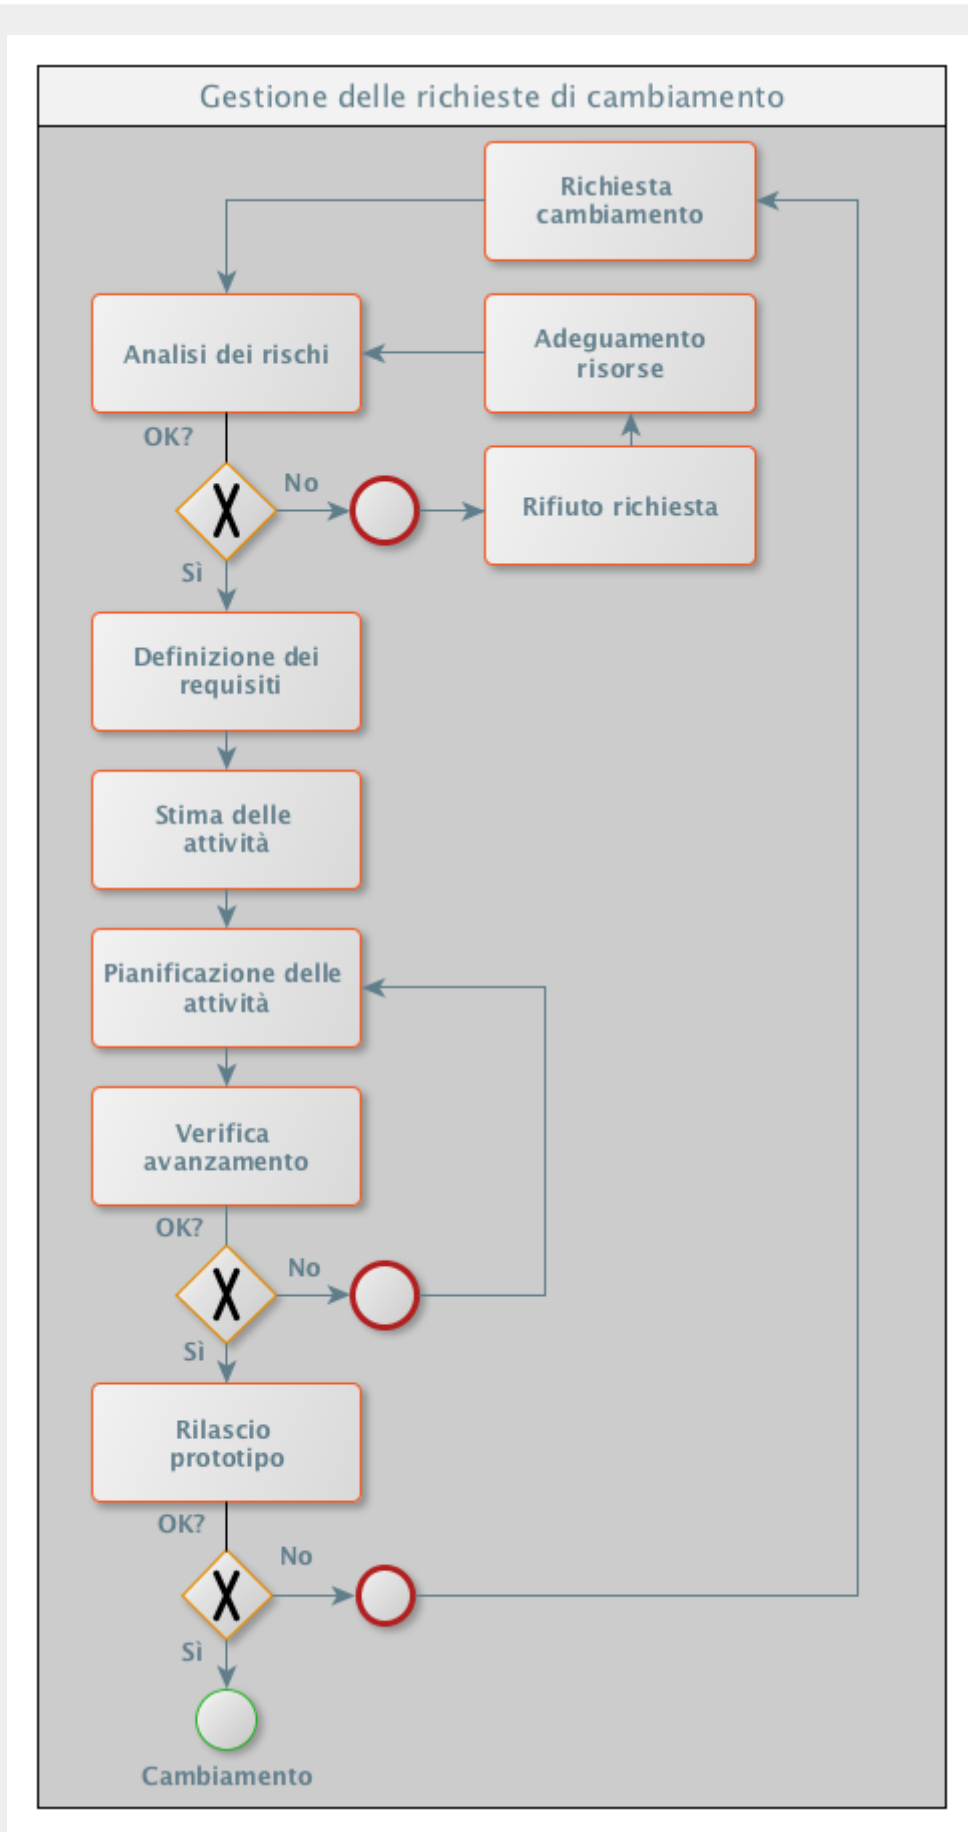 Gestione delle richieste di cambiamento
Richiesta
cambiamento
Analisi dei rischi
Adeguamento
risorse
OK?
No
Rifiuto richiesta
Sì
Definizione dei
requisiti
Stima delle
attività
Pianificazione delle
attività
Verifica
avanzamento
OK?
No
Sì
Rilascio
prototipo
OK?
No
Sì
Cambiamento